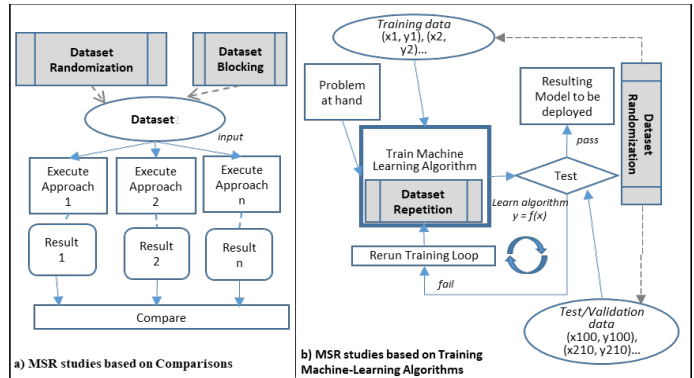 Dataset
Randomization
Dataset
Blocking
Dataset
input
Execute
Approach
1
Execute
Approach
2
Execute
Approach
n
Result
1
Result
2
Result
n
Compare
a) MSR studies based on Comparisons
Training data
(x1, y1), (x2,
y2)...
Problem
at hand
Resulting
Model to be
deployed
Dataset
Randomization
pass
Train Machine
Learning Algorithm
Dataset
Repetition
Test
Learn algorithm
y = f(x)
Rerun Training Loop
fail
Test/Validation
data
(x100, y100),
(x210, y210)...
b) MSR studies based on Training
Machine-Learning Algorithms